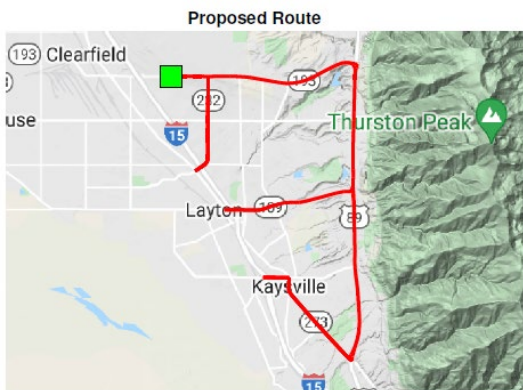 Proposed Route
193 Clearfield
193
232
use
15
Thurston Peak
Layton
109
89
Kaysville
273
15